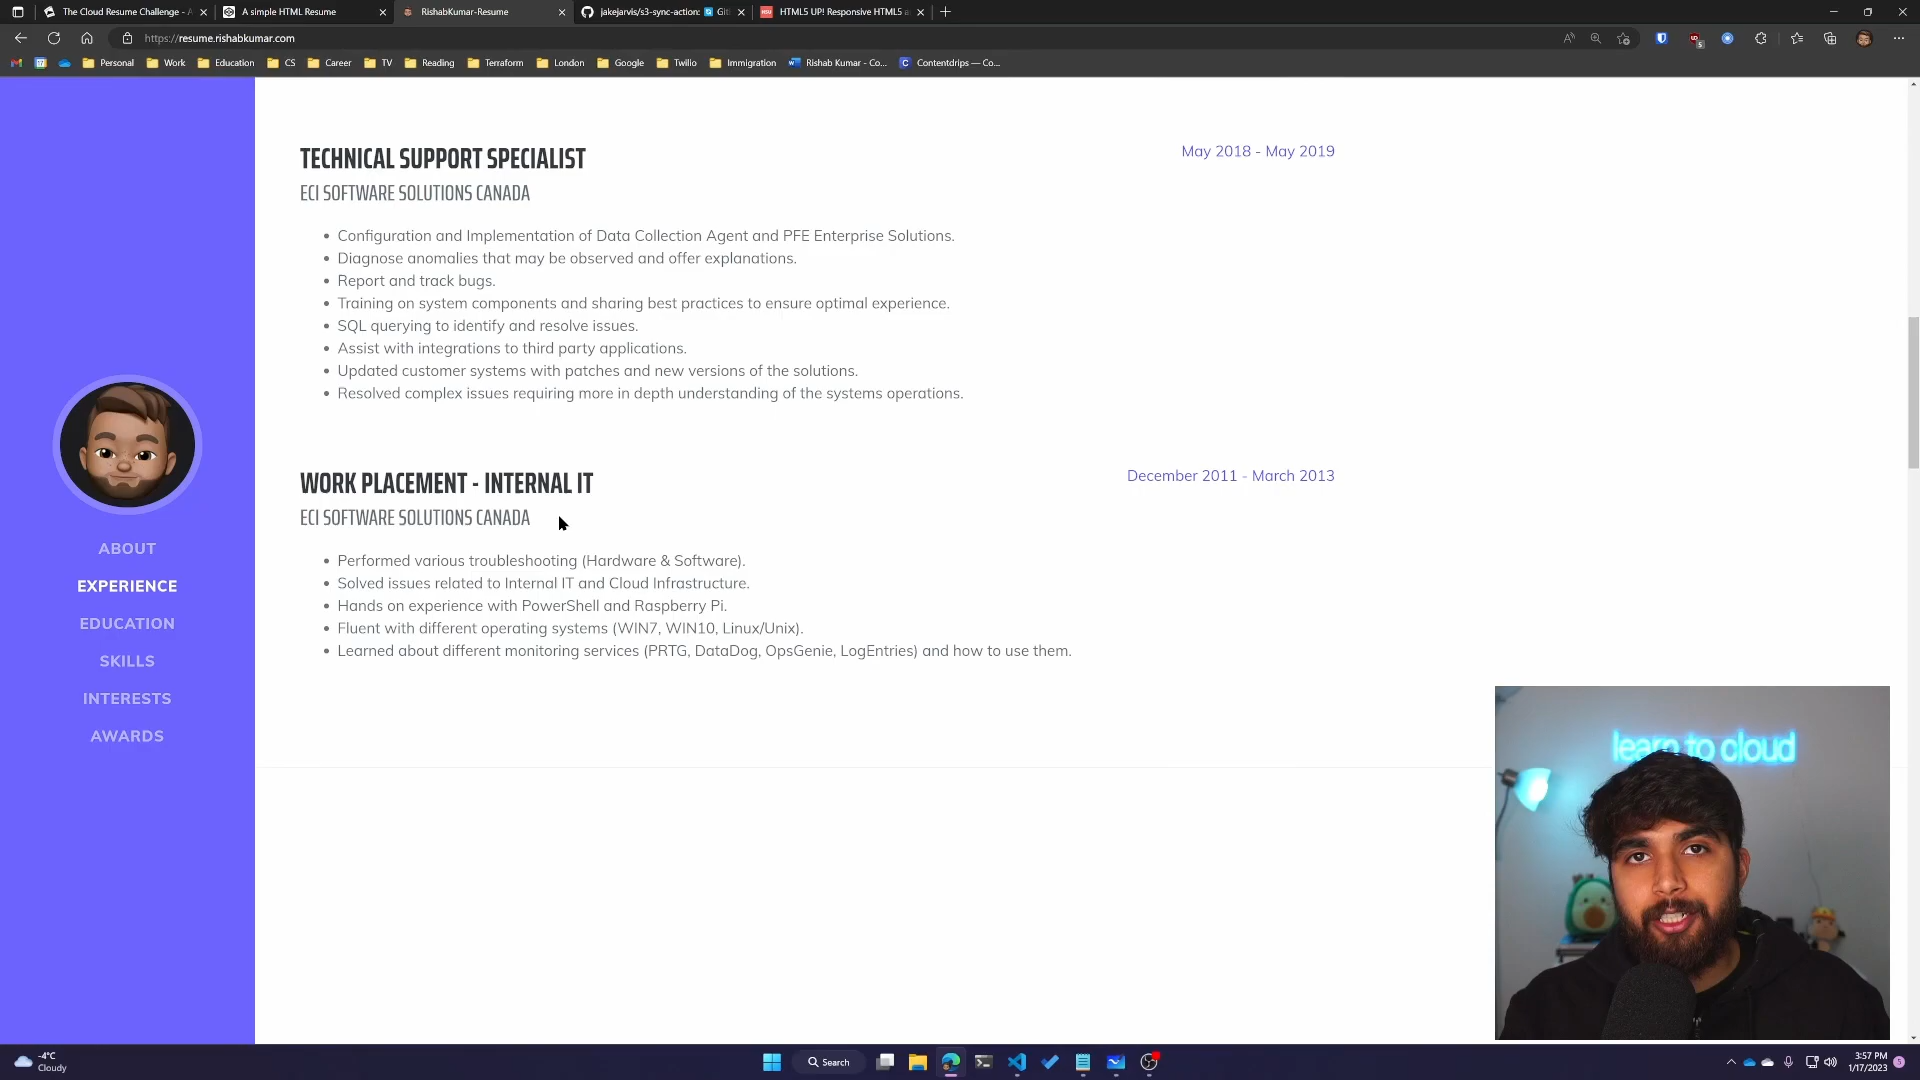 The Cloud Resume Challenge - A
A simple HTML Resume
RishabKumar-Resume
jakejarvis/s3-sync-action: Git
HTML5 UP! Responsive HTML5 a
https://resume.rishabkumar.com
Personal
Work
Education
CS
Career
TV
Reading
Terraform
London
Google
Twilio
Immigration
Rishab Kumar - Co...
Contentdrips — Co...
TECHNICAL SUPPORT SPECIALIST
May 2018 - May 2019
ECI SOFTWARE SOLUTIONS CANADA
Configuration and Implementation of Data Collection Agent and PFE Enterprise Solutions.
Diagnose anomalies that may be observed and offer explanations.
Report and track bugs.
Training on system components and sharing best practices to ensure optimal experience.
SQL querying to identify and resolve issues.
Assist with integrations to third party applications.
Updated customer systems with patches and new versions of the solutions.
Resolved complex issues requiring more in depth understanding of the systems operations.
WORK PLACEMENT - INTERNAL IT
December 2011 - March 2013
ECI SOFTWARE SOLUTIONS CANADA
Performed various troubleshooting (Hardware & Software).
Solved issues related to Internal IT and Cloud Infrastructure.
Hands on experience with PowerShell and Raspberry Pi.
Fluent with different operating systems (WIN7, WIN10, Linux/Unix).
Learned about different monitoring services (PRTG, DataDog, OpsGenie, LogEntries) and how to use them.
ABOUT
EXPERIENCE
EDUCATION
SKILLS
INTERESTS
AWARDS
learn to cloud
-4°C
Cloudy
Search
3:57 PM
1/17/2023